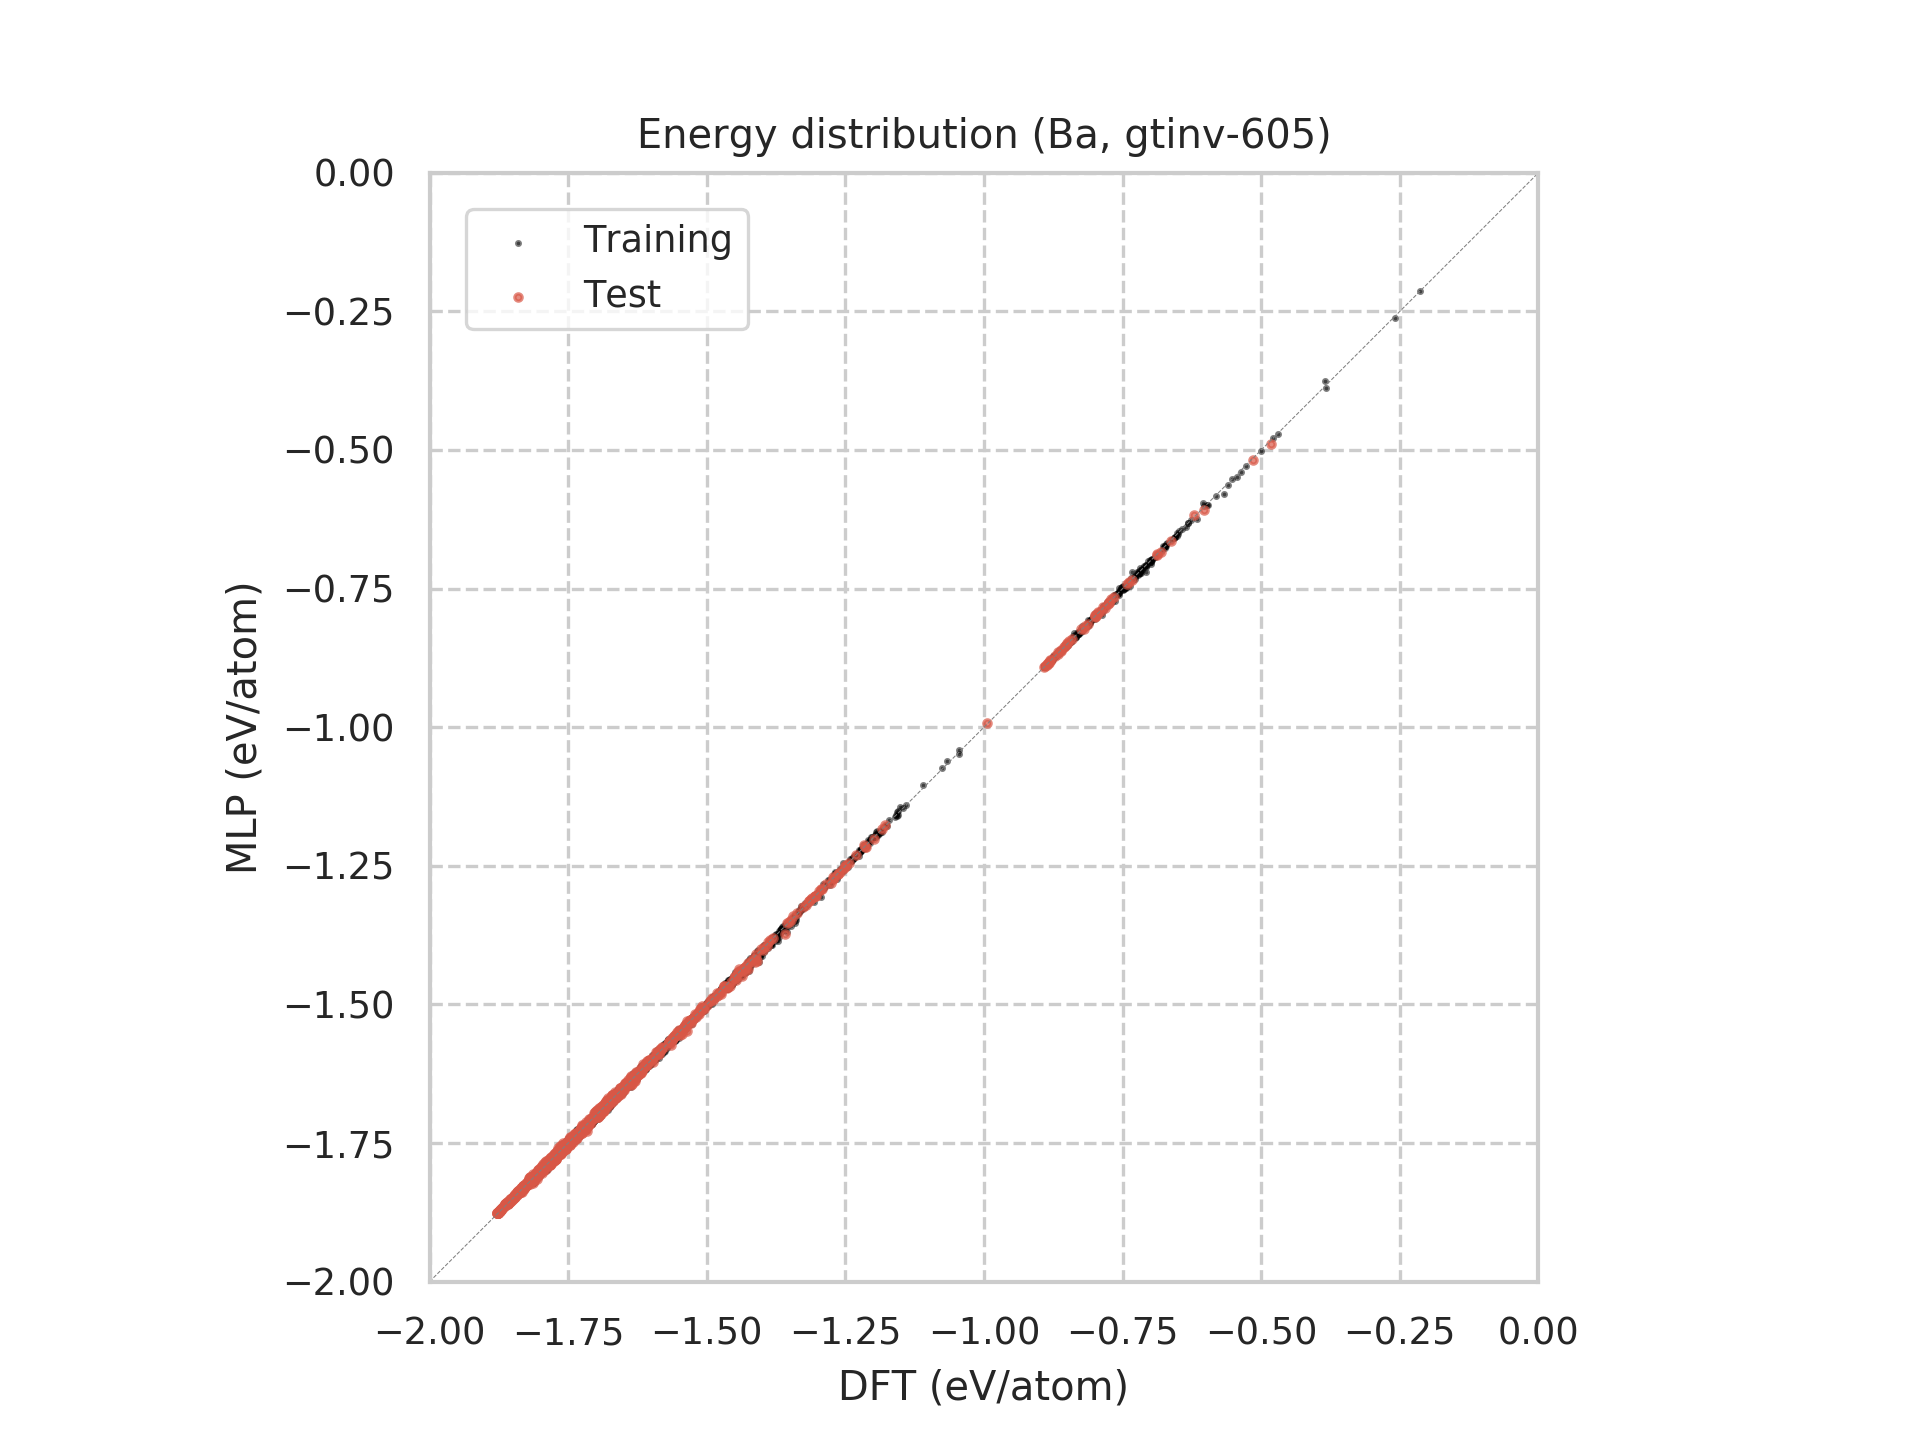 Energy distribution (Ba, gtinv-605)
Training
Test
0.00
−0.25
−0.50
−0.75
−1.00
−1.25
−1.50
−1.75
−2.00
MLP (eV/atom)
−2.00 −1.75 −1.50 −1.25 −1.00 −0.75 −0.50 −0.25 0.00
DFT (eV/atom)